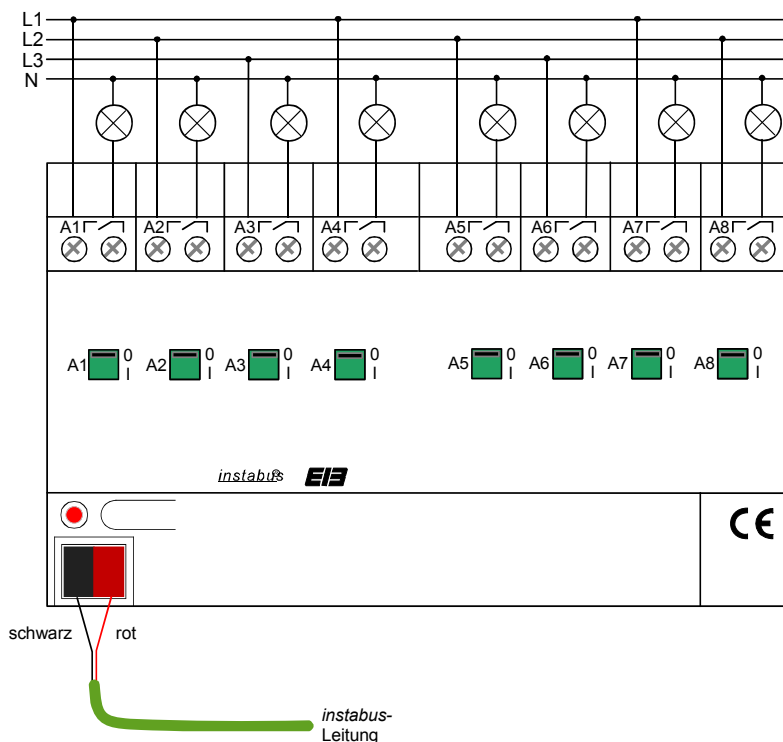 L1
L2
L3
N
A1 A2 A3 A4 A5 A6 A7 A8
A1 0 I A2 0 I A3 0 I A4 0 I A5 0 I A6 0 I A7 0 I A8 0 I
instabus® EIB
CE
schwarz rot
instabus-
Leitung